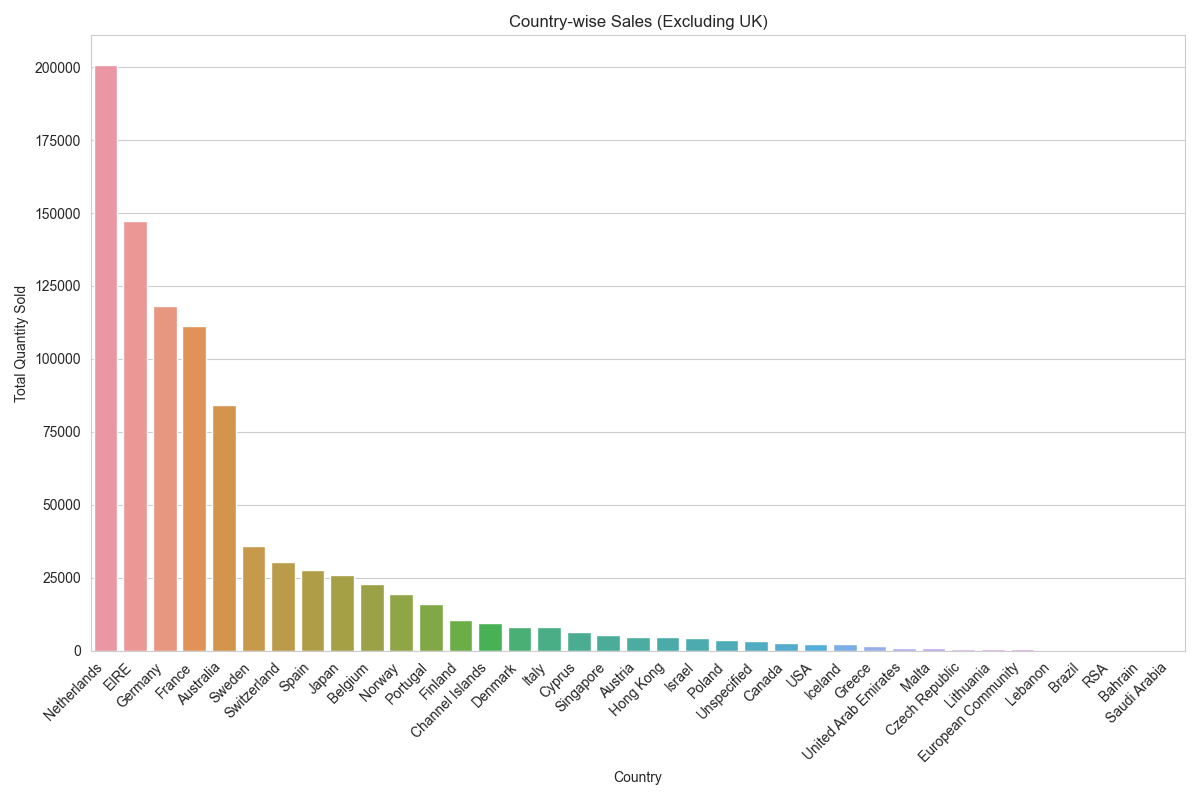 Country-wise Sales (Excluding UK)
Total Quantity Sold
200000
175000
150000
125000
100000
75000
50000
25000
0
Netherlands
EIRE
Germany
France
Australia
Sweden
Switzerland
Spain
Japan
Belgium
Norway
Portugal
Finland
Channel Islands
Denmark
Italy
Cyprus
Singapore
Austria
Hong Kong
Israel
Poland
Unspecified
Canada
USA
Iceland
Greece
United Arab Emirates
Malta
Czech Republic
Lithuania
European Community
Lebanon
Brazil
RSA
Bahrain
Saudi Arabia
Country